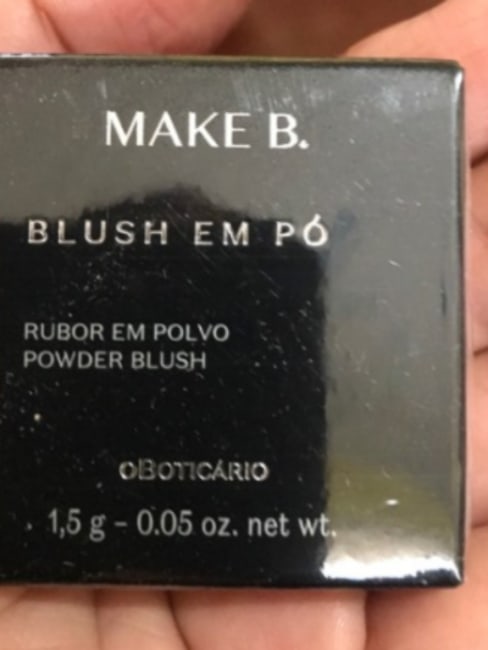 MAKE B.
BLUSH EM PÓ
RUBOR EM POLVO
POWDER BLUSH
oBOTICÁRIO
1,5 g - 0.05 oz. net wt.